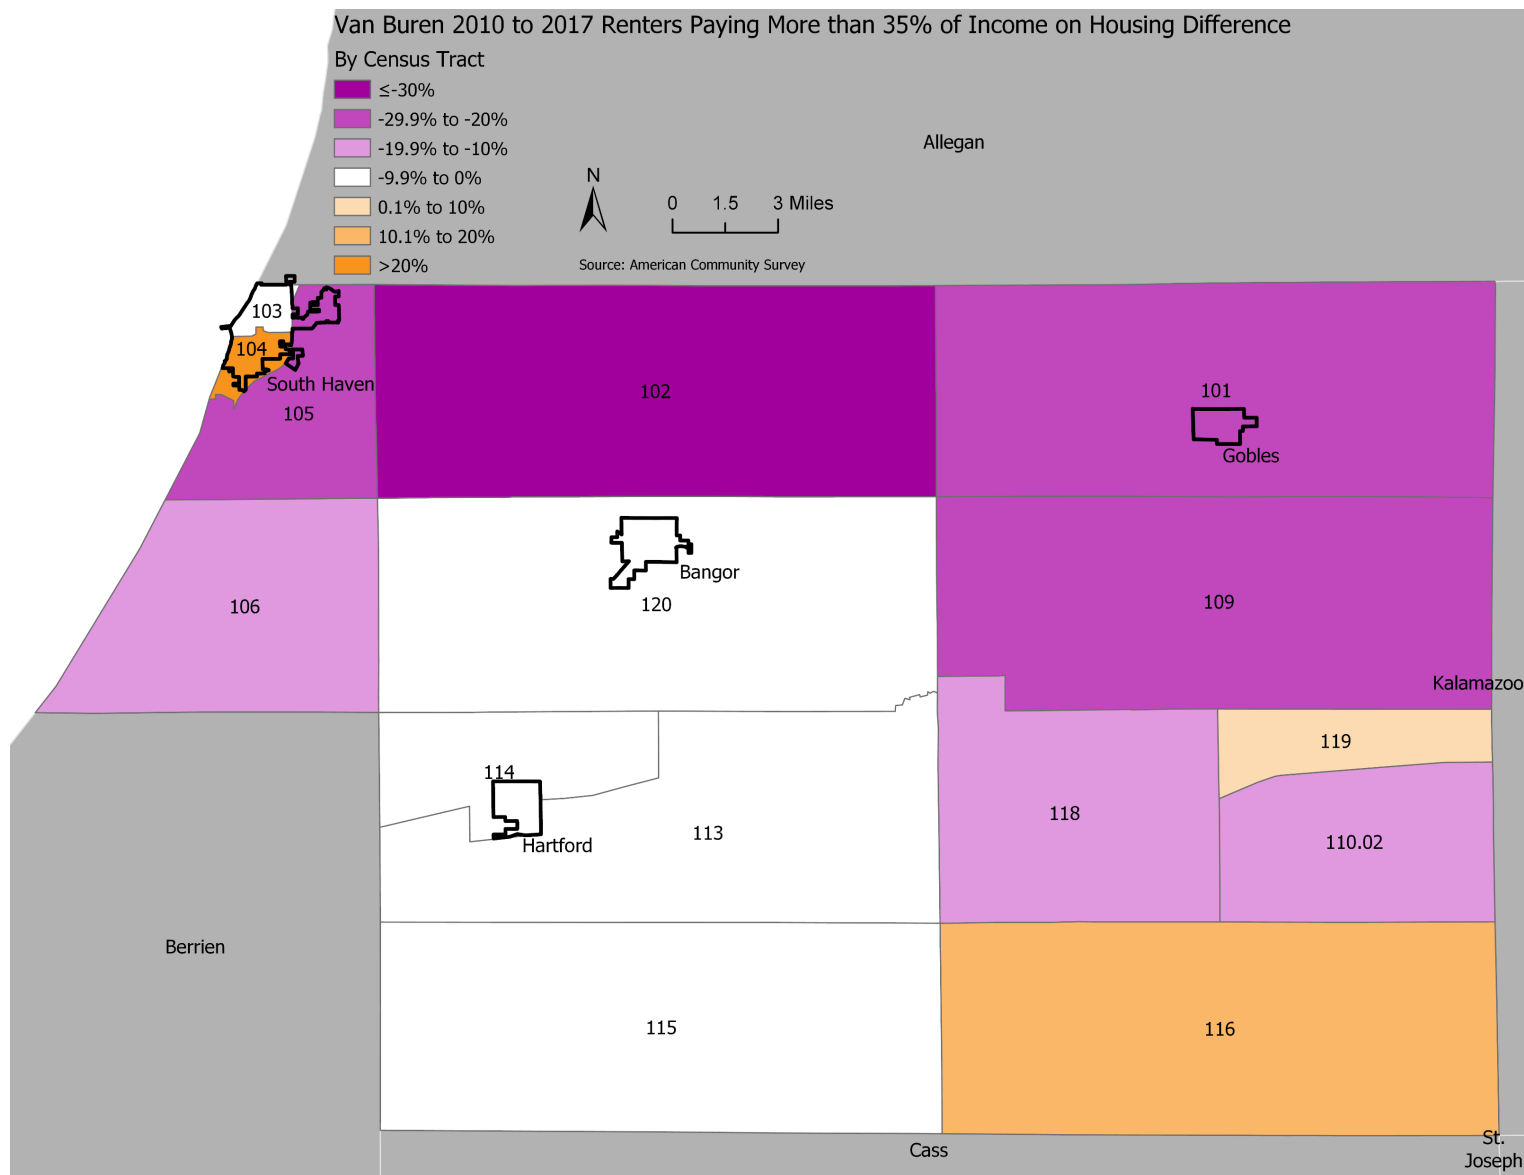 Van Buren 2010 to 2017 Renters Paying More than 35% of Income on Housing Difference
By Census Tract
≤-30%
-29.9% to -20%
-19.9% to -10%
-9.9% to 0%
0.1% to 10%
10.1% to 20%
>20%
N
0 1.5 3 Miles
Source: American Community Survey
Allegan
103
104
South Haven
105
102
101
Gobles
106
Bangor
120
109
Kalamazoo
119
114
Hartford
113
118
110.02
Berrien
115
116
Cass
St.
Joseph